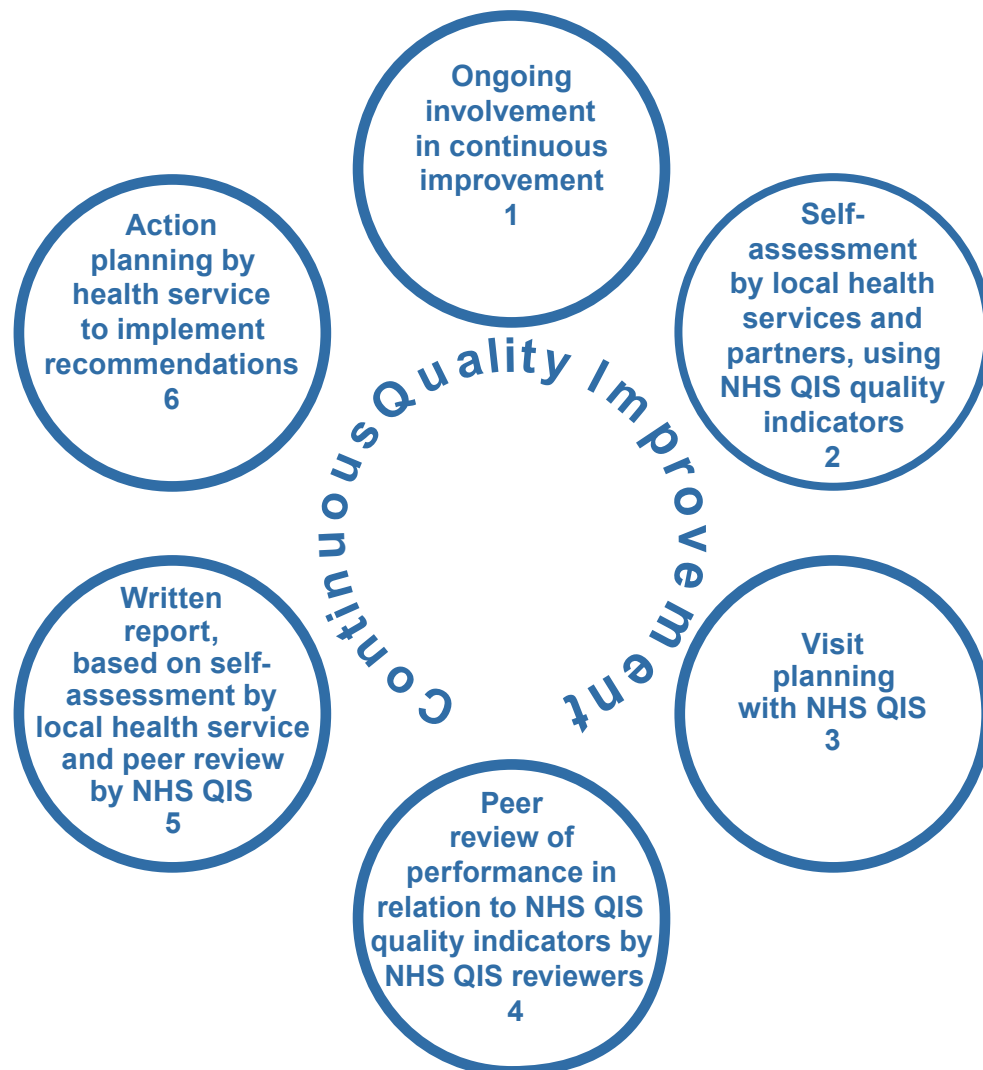 Ongoing
involvement
in continuous
improvement
1
Self-
assessment
by local health
services and
partners, using
NHS QIS quality
indicators
2
Visit
planning
with NHS QIS
3
Peer
review of
performance in
relation to NHS QIS
quality indicators by
NHS QIS reviewers
4
Written
report,
based on self-
assessment by
local health service
and peer review
by NHS QIS
5
Action
planning by
health service
to implement
recommendations
6
Continuous Quality Improvement